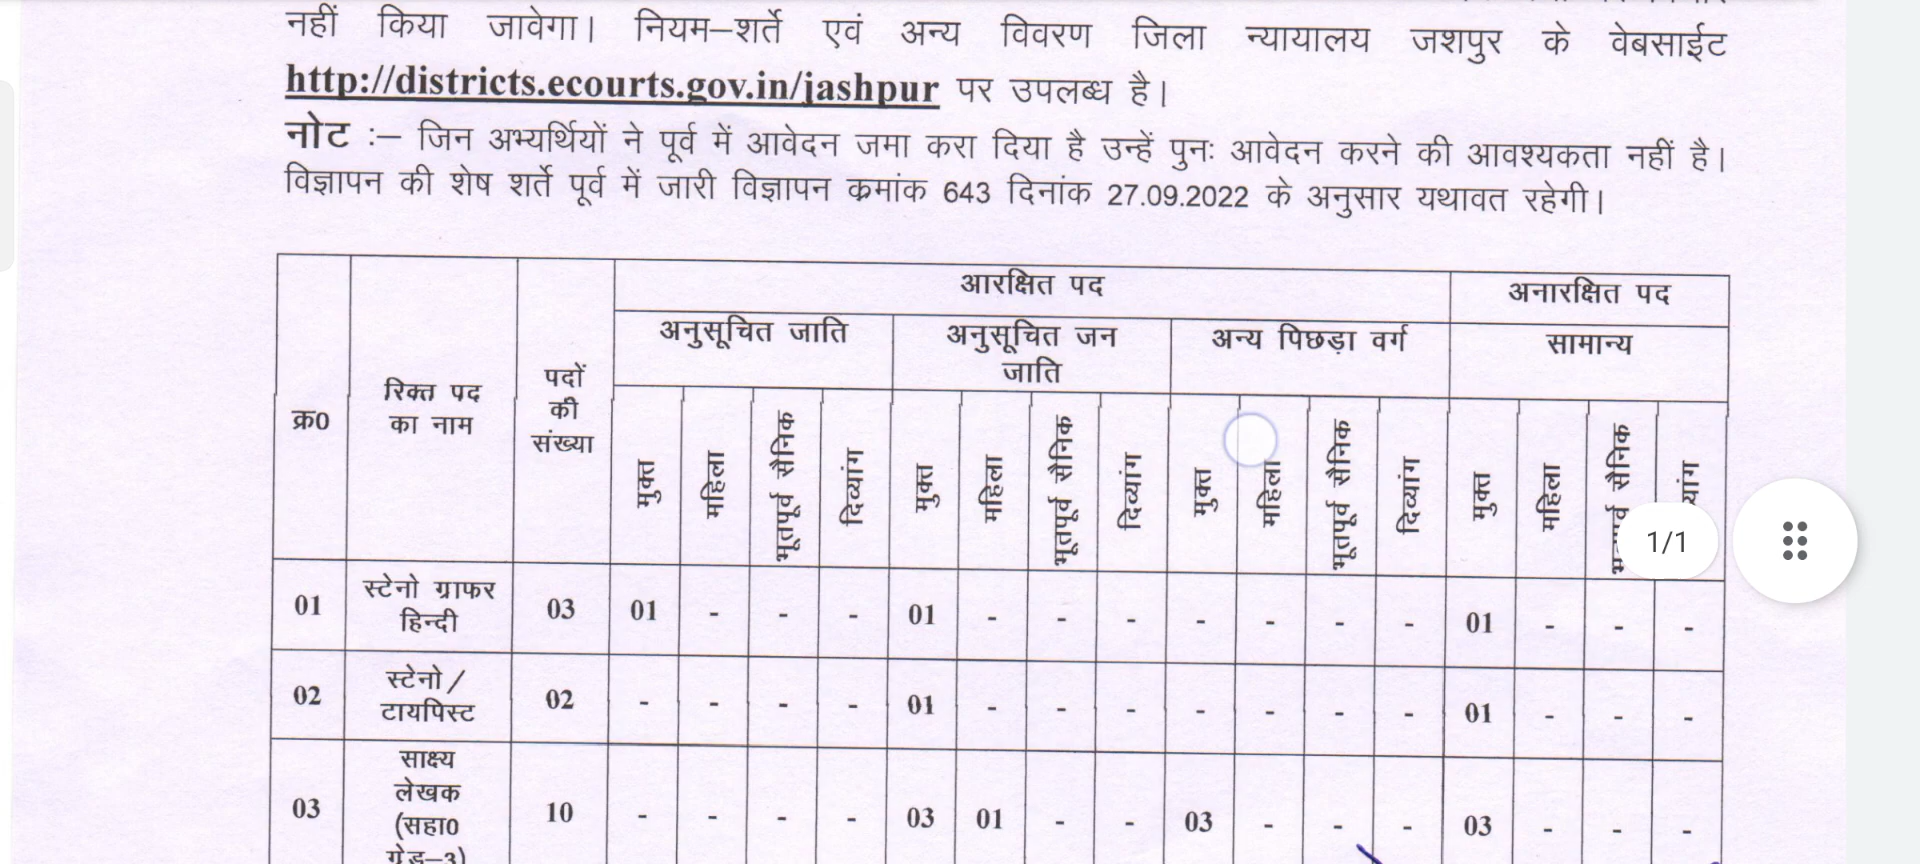 नहीं किया जावेगा। नियम–शर्ते एवं अन्य विवरण जिला न्यायालय जशपुर के वेबसाईट
http://districts.ecourts.gov.in/jashpur पर उपलब्ध है।
नोट :– जिन अभ्यर्थियों ने पूर्व में आवेदन जमा करा दिया है उन्हें पुनः आवेदन करने की आवश्यकता नहीं है।
विज्ञापन की शेष शर्ते पूर्व में जारी विज्ञापन क्रमांक 643 दिनांक 27.09.2022 के अनुसार यथावत रहेगी।
क्र0
रिक्त पद
का नाम
पदों
की
संख्या
आरक्षित पद
अनारक्षित पद
अनुसूचित जाति
अनुसूचित जन
जाति
अन्य पिछड़ा वर्ग
सामान्य
मुक्त
महिला
भूतपूर्व सैनिक
दिव्यांग
मुक्त
महिला
भूतपूर्व सैनिक
दिव्यांग
मुक्त
महिला
भूतपूर्व सैनिक
दिव्यांग
मुक्त
महिला
सैनिक
1/1
01 स्टेनो ग्राफर 03 01 - - - 01 - - - - - - - 01 - - -
हिन्दी
02 स्टेनो/ 02 - - - - 01 - - - - - - - 01 - - -
टायपिस्ट
साक्ष्य
लेखक
03 (सहा0 10 - - - - 03 01 - - 03 - - - 03 - - -
ग्रेड–3)